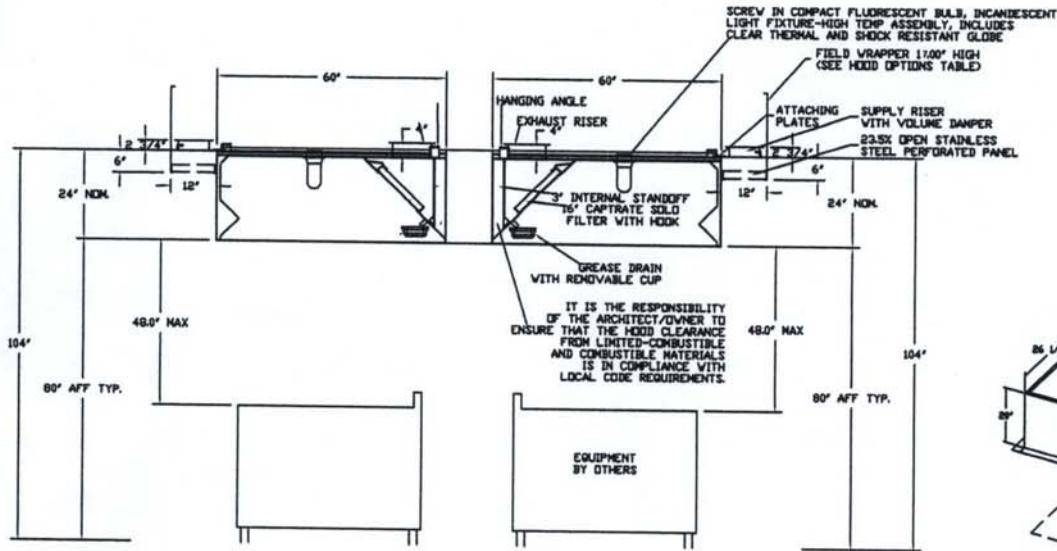 SCREW IN COMPACT FLUORESCENT BULB, INCANDESCENT
LIGHT FIXTURE-HIGH TEMP ASSEMBLY, INCLUDES
CLEAR THERMAL AND SHOCK RESISTANT GLOBE
FIELD WRAPPER 17.00" HIGH
(SEE HOOD OPTIONS TABLE)
60"
60"
HANGING ANGLE
EXHAUST RISER
4"
4"
ATTACHING
PLATES
SUPPLY RISER
WITH VOLUME DAMPER
23.5% OPEN STAINLESS
STEEL PERFORATED PANEL
2 3/4"
6"
12"
24" NOM.
2 3/4"
6"
12"
24" NOM.
3" INTERNAL STANDOFF
16" CAPTRATE SOLO
FILTER WITH HOOK
GREASE DRAIN
WITH REMOVABLE CUP
IT IS THE RESPONSIBILITY
OF THE ARCHITECT/OWNER TO
ENSURE THAT THE HOOD CLEARANCE
FROM LIMITED-COMBUSTIBLE
AND COMBUSTIBLE MATERIALS
IS IN COMPLIANCE WITH
LOCAL CODE REQUIREMENTS.
48.0" MAX
48.0" MAX
104"
104"
80" AFF TYP.
80" AFF TYP.
EQUIPMENT
BY OTHERS